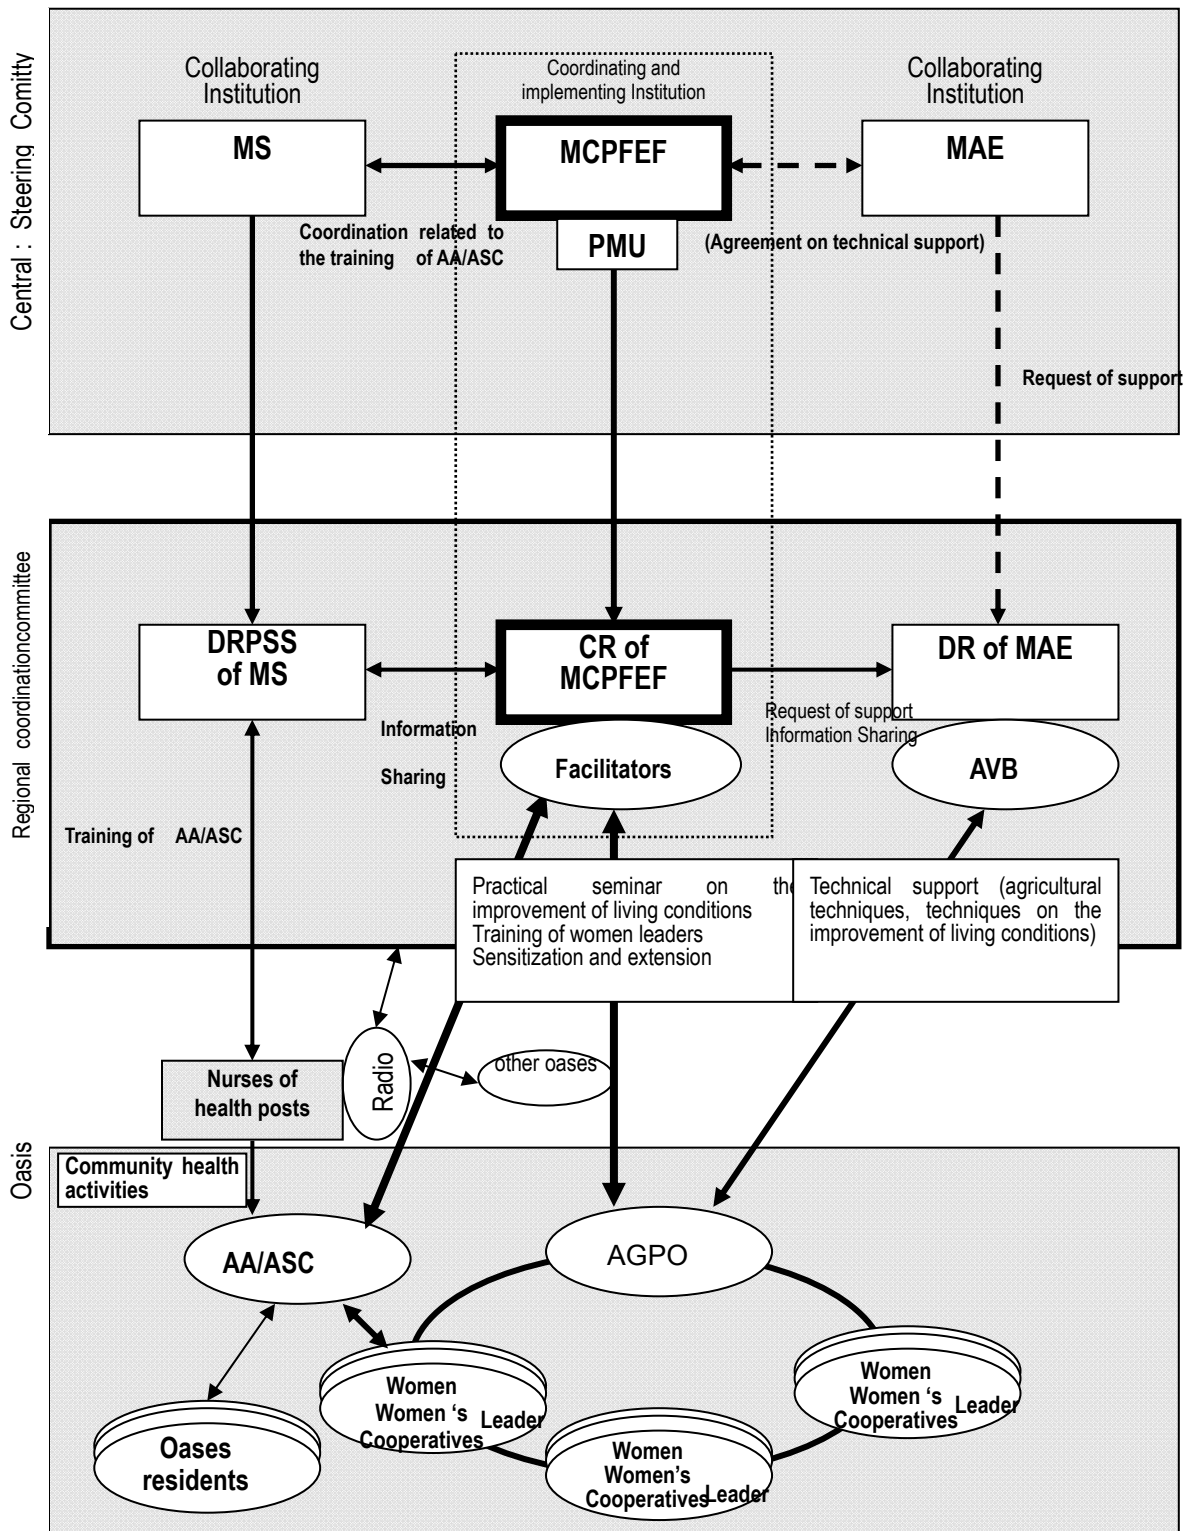 Central : Steering Comitty
Collaborating
Institution
Coordinating and
implementing Institution
Collaborating
Institution
MS
MCPFEF
MAE
Coordination related to
the training of AA/ASC
PMU
(Agreement on technical support)
Request of support
Regional coordinationcommittee
DRPSS
of MS
CR of
MCPFEF
DR of MAE
Information
Sharing
Request of support
Information Sharing
Facilitators
AVB
Training of AA/ASC
Practical seminar on the
improvement of living conditions
Training of women leaders
Sensitization and extension
Technical support (agricultural
techniques, techniques on the
improvement of living conditions)
Radio
other oases
Nurses of
health posts
Oasis
Community health
activities
AA/ASC
AGPO
Women
Women ‘s
Cooperatives
Leader
Women
Women ‘s
Cooperatives
Leader
Women
Women's
Cooperatives
Leader
Oases
residents